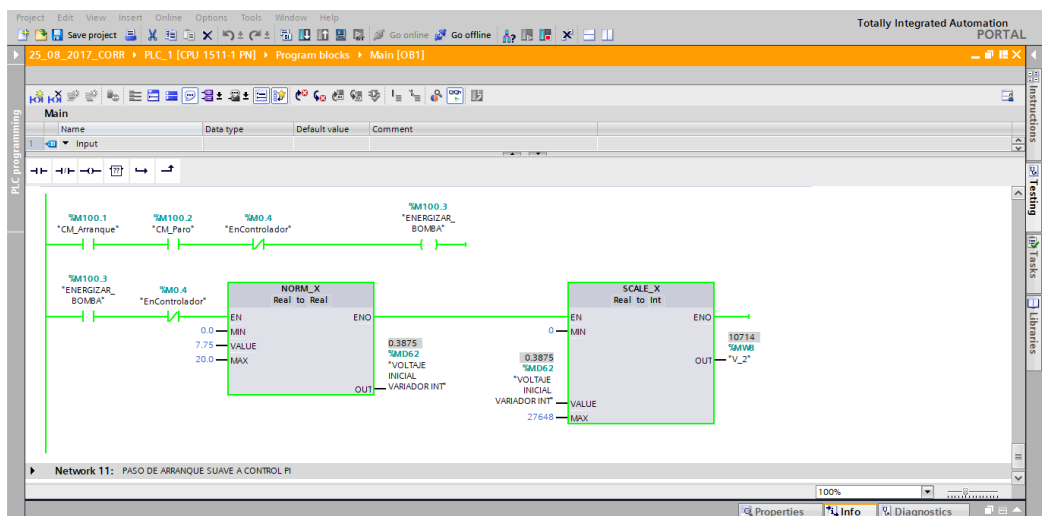 Project Edit View Insert Online Options Tools Window Help
Totally Integrated Automation
PORTAL
Save project
Go online
Go offline
25_08_2017_CORR ▸ PLC_1 [CPU 1511-1 PN] ▸ Program blocks ▸ Main [OB1]
Main
Name Data type Default value Comment
1 Input
PLC programming
Instructions
Testing
Tasks
Libraries
%M100.1
"CM_Arranque"
%M100.2
"CM_Paro"
%M0.4
"EnControlador"
%M100.3
"ENERGIZAR_
BOMBA"
%M100.3
"ENERGIZAR_
BOMBA"
%M0.4
"EnControlador"
NORM_X
Real to Real
EN ENO
0.0 MIN
7.75 VALUE
20.0 MAX
OUT
0.3875
%MD62
"VOLTAJE
INICIAL
VARIADOR INT"
SCALE_X
Real to Int
EN ENO
0 MIN
0.3875
%MD62
"VOLTAJE
INICIAL
VARIADOR INT"
VALUE
27648 MAX
OUT
10714
%MW8
"V_2"
Network 11: PASO DE ARRANQUE SUAVE A CONTROL PI
100%
Properties Info Diagnostics